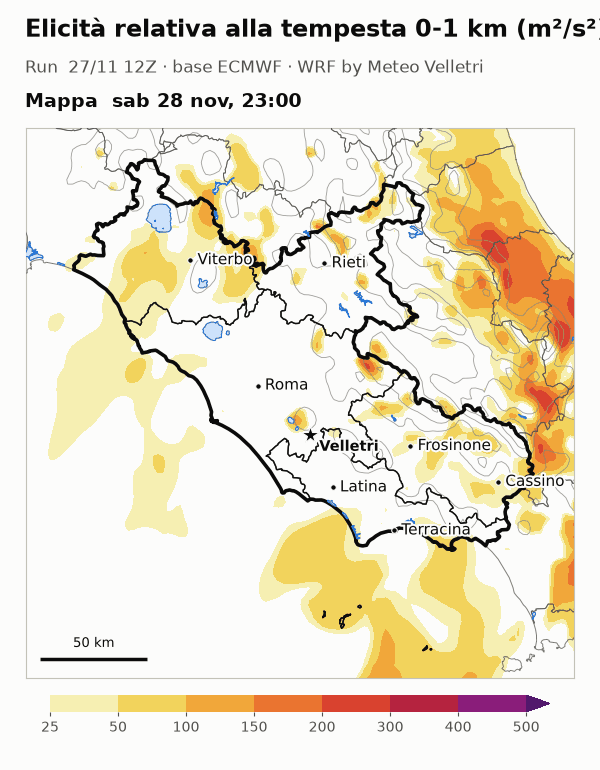 Elicità relativa alla tempesta 0-1 km (m²/s²)
Run 27/11 12Z · base ECMWF · WRF by Meteo Velletri
Mappa sab 28 nov, 23:00
Viterbo
Rieti
Roma
Velletri
Frosinone
Latina
Cassino
Terracina
50 km
25 50 100 150 200 300 400 500